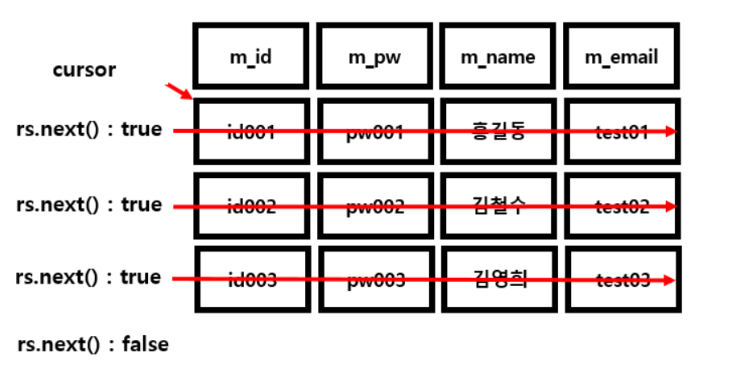 m_id m_pw m_name m_email
cursor
rs.next() : true id001 pw001 홍길동 test01
rs.next() : true id002 pw002 김철수 test02
rs.next() : true id003 pw003 김영희 test03
rs.next() : false